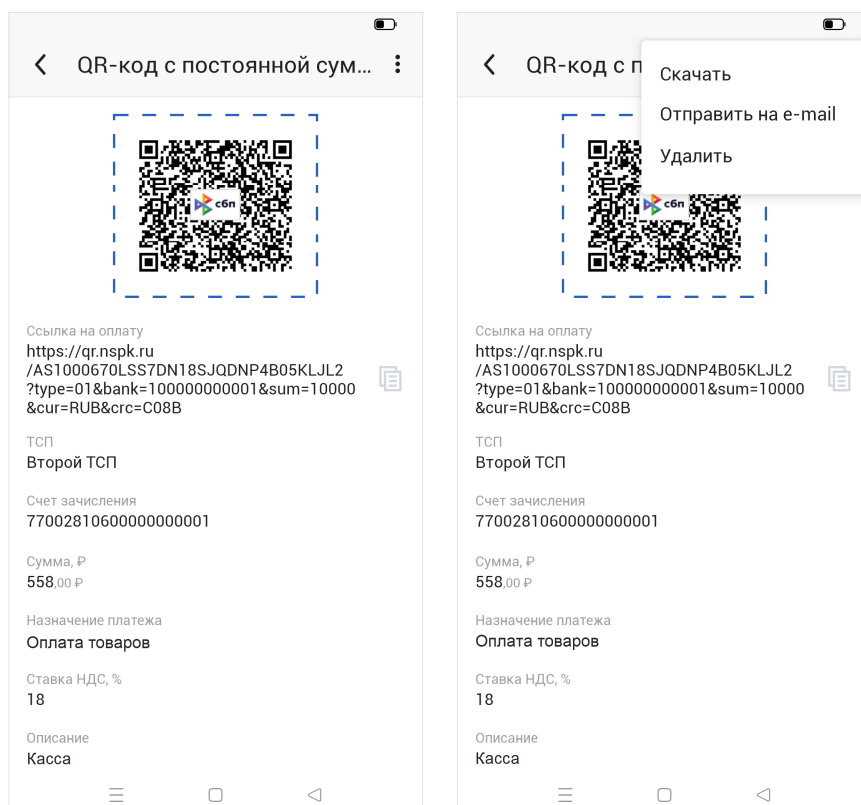 QR-код с постоянной сум...
сбп
Ссылка на оплату
https://qr.nspk.ru
/AS1000670LSS7DN18SJQDNP4B05KLJL2
?type=01&bank=100000000001&sum=10000
&cur=RUB&crc=C08B
ТСП
Второй ТСП
Счет зачисления
77002810600000000001
Сумма, ₽
558,00 ₽
Назначение платежа
Оплата товаров
Ставка НДС, %
18
Описание
Касса
QR-код с п
Скачать
Отправить на e-mail
Удалить
сбп
Ссылка на оплату
https://qr.nspk.ru
/AS1000670LSS7DN18SJQDNP4B05KLJL2
?type=01&bank=100000000001&sum=10000
&cur=RUB&crc=C08B
ТСП
Второй ТСП
Счет зачисления
77002810600000000001
Сумма, ₽
558,00 ₽
Назначение платежа
Оплата товаров
Ставка НДС, %
18
Описание
Касса